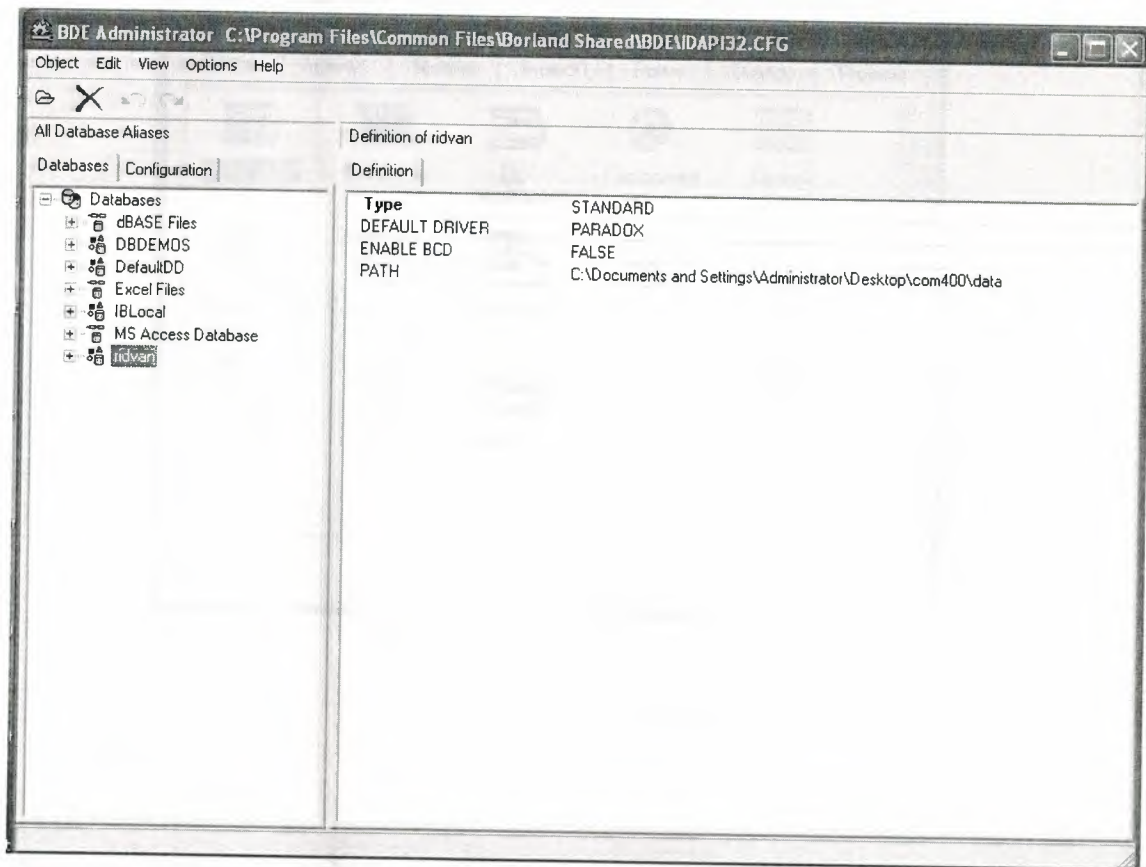 BDE Administrator C:\Program Files\Common Files\Borland Shared\BDE\IDAPI32.CFG
Object Edit View Options Help
All Database Aliases
Definition of ridvan
Databases Configuration
Definition
Databases
dBASE Files
DBDEMOS
DefaultDD
Excel Files
IBLocal
MS Access Database
ridvan
Type STANDARD
DEFAULT DRIVER PARADOX
ENABLE BCD FALSE
PATH C:\Documents and Settings\Administrator\Desktop\com400\data